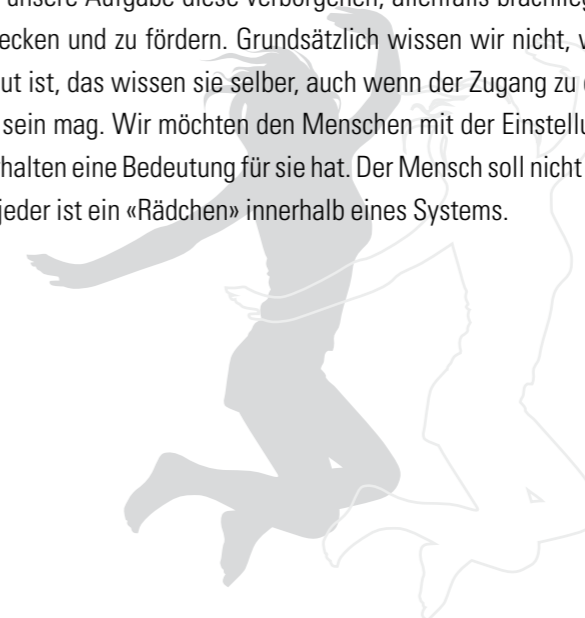 unsere Aufgabe diese verborgenen, allenfalls
ecken und zu fördern. Grundsätzlich wissen wir nicht,
ut ist, das wissen sie selber, auch wenn der Zugang zu
sein mag. Wir möchten den Menschen mit der
halten eine Bedeutung für sie hat. Der Mensch soll nicht
jeder ist ein «Rädchen» innerhalb eines Systems.